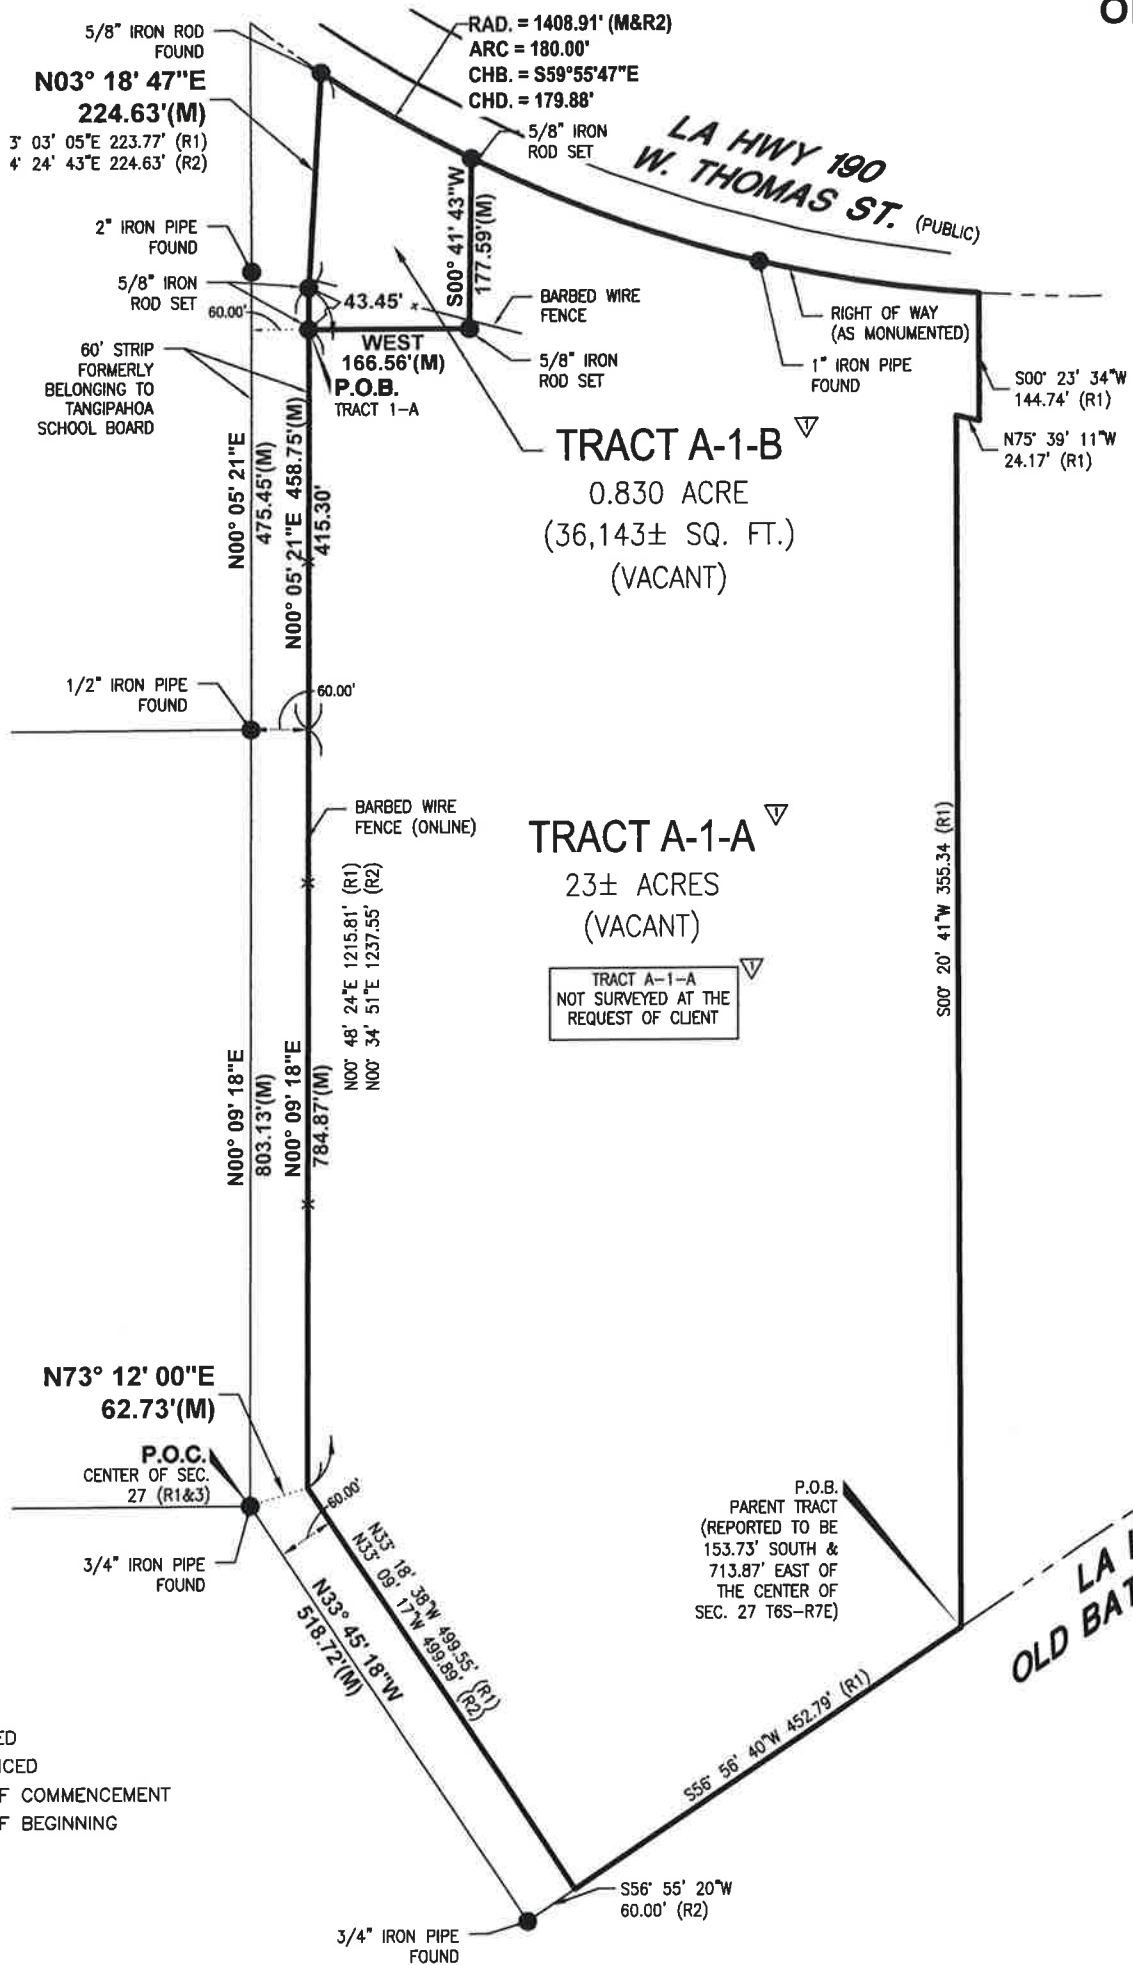 5/8" IRON ROD
FOUND
N03° 18' 47"E
224.63'(M)
3° 03' 05"E 223.77' (R1)
4° 24' 43"E 224.63' (R2)
RAD. = 1408.91' (M&R2)
ARC = 180.00'
CHB. = S59°55'47"E
CHD. = 179.88'
5/8" IRON
ROD SET
LA HWY 190
W. THOMAS ST. (PUBLIC)
2" IRON PIPE
FOUND
5/8" IRON
ROD SET
60.00'
43.45'
S00° 41' 43"W
177.59'(M)
BARBED WIRE
FENCE
RIGHT OF WAY
(AS MONUMENTED)
WEST
166.56'(M)
P.O.B.
TRACT 1-A
5/8" IRON
ROD SET
1" IRON PIPE
FOUND
S00° 23' 34"W
144.74' (R1)
N75° 39' 11"W
24.17' (R1)
60' STRIP
FORMERLY
BELONGING TO
TANGIPAHOA
SCHOOL BOARD
N00° 05' 21"E
475.45'(M)
N00° 05' 21"E 458.75'(M)
415.30'
TRACT A-1-B 1
0.830 ACRE
(36,143± SQ. FT.)
(VACANT)
1/2" IRON PIPE
FOUND
60.00'
BARBED WIRE
FENCE (ONLINE)
TRACT A-1-A 1
23± ACRES
(VACANT)
TRACT A-1-A 1
NOT SURVEYED AT THE
REQUEST OF CLIENT
N00° 48' 24"E 1215.81' (R1)
N00° 34' 51"E 1237.55' (R2)
S00° 20' 41"W 355.34 (R1)
N00° 09' 18"E
803.13'(M)
N00° 09' 18"E
784.87'(M)
N73° 12' 00"E
62.73'(M)
P.O.C.
CENTER OF SEC.
27 (R1&3)
3/4" IRON PIPE
FOUND
60.00'
N33° 18' 38"W 499.55' (R1)
N33° 09' 17"W 499.89' (R2)
N33° 45' 18"W
518.72'(M)
P.O.B.
PARENT TRACT
(REPORTED TO BE
153.73' SOUTH &
713.87' EAST OF
THE CENTER OF
SEC. 27 T6S-R7E)
LA
OLD BAT
S56° 56' 40"W 452.79' (R1)
S56° 55' 20"W
60.00' (R2)
3/4" IRON PIPE
FOUND
ED
CED
F COMMENCEMENT
F BEGINNING